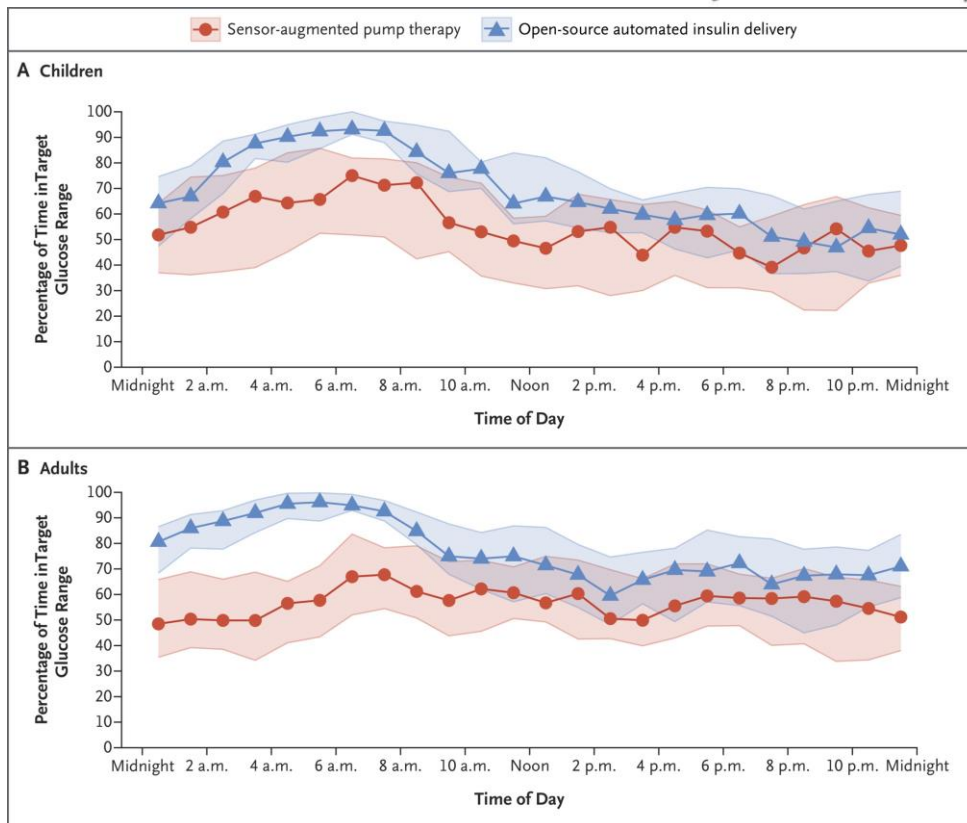 Sensor-augmented pump therapy Open-source automated insulin delivery
A Children
Percentage of Time in Target
Glucose Range
100
90
80
70
60
50
40
30
20
10
0
Midnight 2 a.m. 4 a.m. 6 a.m. 8 a.m. 10 a.m. Noon 2 p.m. 4 p.m. 6 p.m. 8 p.m. 10 p.m. Midnight
Time of Day
B Adults
Percentage of Time in Target
Glucose Range
100
90
80
70
60
50
40
30
20
10
0
Midnight 2 a.m. 4 a.m. 6 a.m. 8 a.m. 10 a.m. Noon 2 p.m. 4 p.m. 6 p.m. 8 p.m. 10 p.m. Midnight
Time of Day